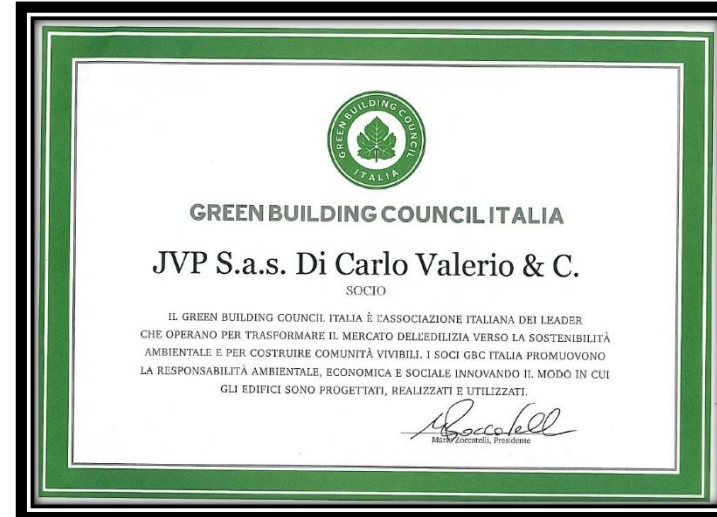 GREEN BUILDING COUNCIL
ITALIA
GREEN BUILDING COUNCIL ITALIA
JVP S.a.s. Di Carlo Valerio & C.
SOCIO
IL GREEN BUILDING COUNCIL ITALIA È L'ASSOCIAZIONE ITALIANA DEI LEADER
CHE OPERANO PER TRASFORMARE IL MERCATO DELL'EDILIZIA VERSO LA SOSTENIBILITÀ
AMBIENTALE E PER COSTRUIRE COMUNITÀ VIVIBILI. I SOCI GBC ITALIA PROMUOVONO
LA RESPONSABILITÀ AMBIENTALE, ECONOMICA E SOCIALE INNOVANDO IL MODO IN CUI
GLI EDIFICI SONO PROGETTATI, REALIZZATI E UTILIZZATI.
Mario Zoccatelli, Presidente